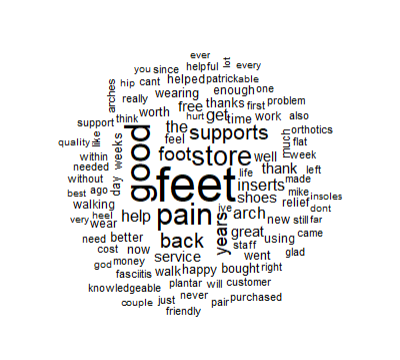 ever
you since helpful lot every
hip cant helped patrick able
arches really wearing enough one
free thanks first problem
support think worth hurt get time work also
the supports much orthotics
quality like weeks good feel flat
within foot store well week
needed day life thank left
without feet inserts made
best ago shoes mike insoles
walking pain ive arch relief dont
very heel wear help years new still far
need better back great using came
cost now staff went glad
god money service
fasciitis walk happy bought right
knowledgeable plantar will customer
couple just never pair purchased
friendly